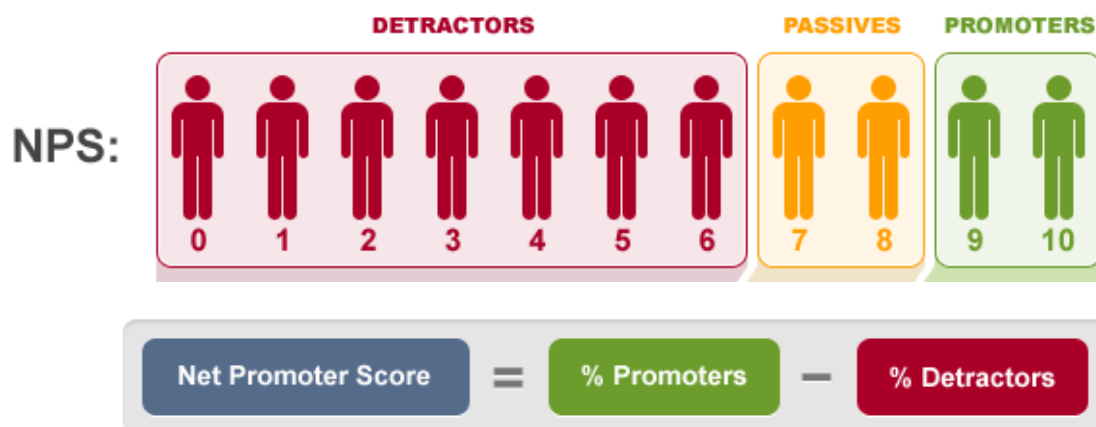 DETRACTORS PASSIVES PROMOTERS
NPS:
0 1 2 3 4 5 6 7 8 9 10
Net Promoter Score = % Promoters − % Detractors